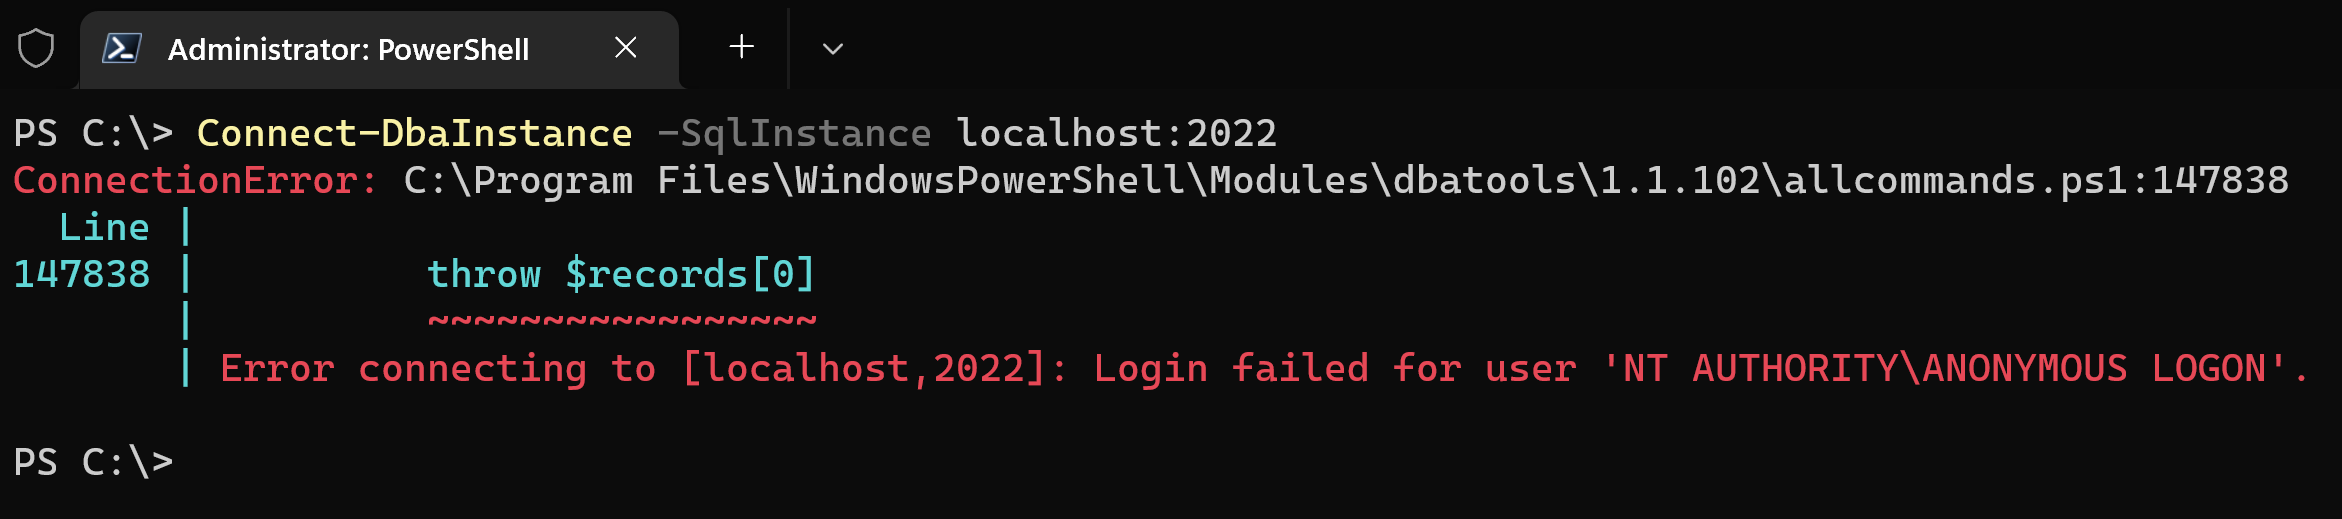 Administrator: PowerShell
PS C:\> Connect-DbaInstance -SqlInstance localhost:2022
ConnectionError: C:\Program Files\WindowsPowerShell\Modules\dbatools\1.1.102\allcommands.ps1:147838
Line |
147838 |          throw $records[0]
|          ~~~~~~~~~~~~~~~~~
| Error connecting to [localhost,2022]: Login failed for user 'NT AUTHORITY\ANONYMOUS LOGON'.
PS C:\>